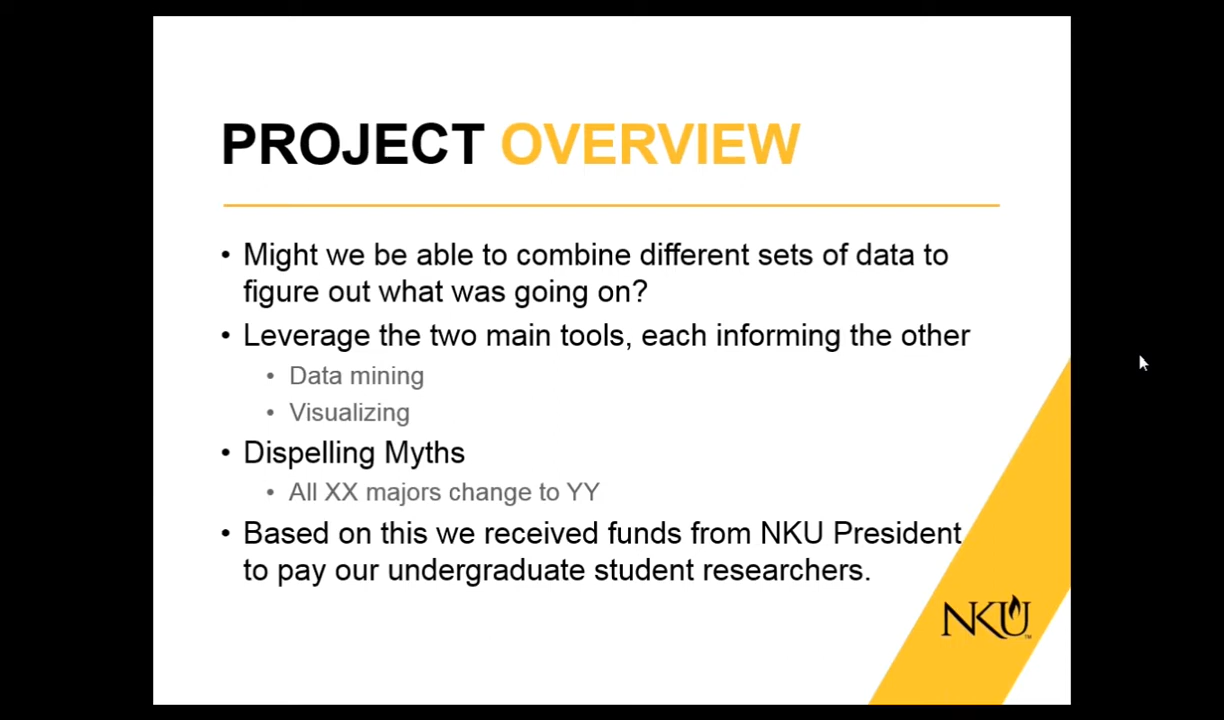 PROJECT OVERVIEW
• Might we be able to combine different sets of data to
figure out what was going on?
• Leverage the two main tools, each informing the other
• Data mining
• Visualizing
• Dispelling Myths
• All XX majors change to YY
• Based on this we received funds from NKU President
to pay our undergraduate student researchers.
NKU™